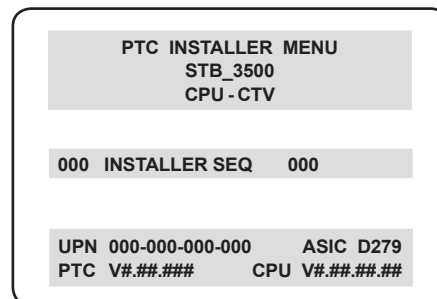 PTC INSTALLER MENU
STB_3500
CPU - CTV
000 INSTALLER SEQ 000
UPN 000-000-000-000 ASIC D279
PTC V#.##.### CPU V#.##.##.##